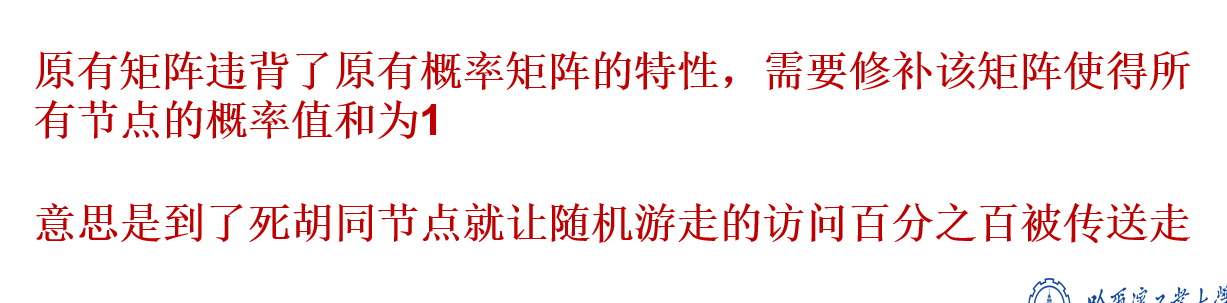 原有矩阵违背了原有概率矩阵的特性，需要修补该矩阵使得所
有节点的概率值和为1
意思是到了死胡同节点就让随机游走的访问百分之百被传送走